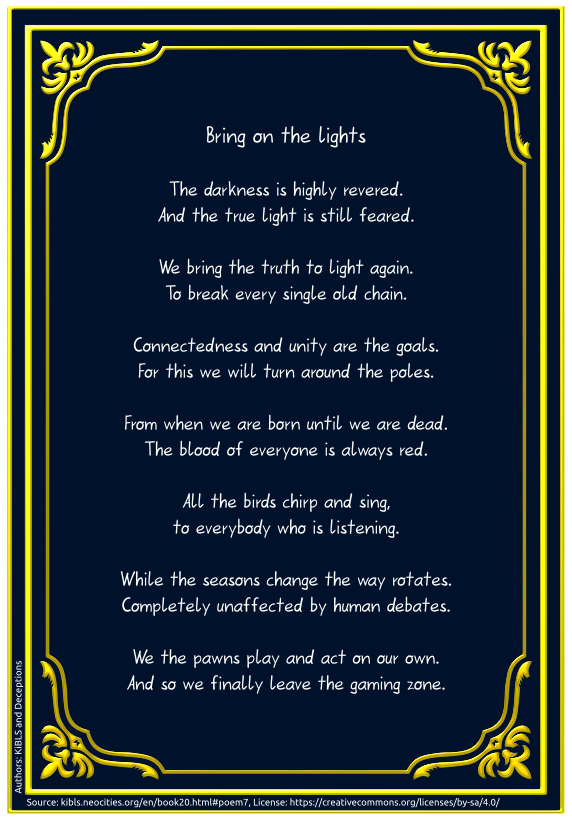 Bring on the lights
The darkness is highly revered.
And the true light is still feared.
We bring the truth to light again.
To break every single old chain.
Connectedness and unity are the goals.
For this we will turn around the poles.
From when we are born until we are dead.
The blood of everyone is always red.
All the birds chirp and sing,
to everybody who is listening.
While the seasons change the way rotates.
Completely unaffected by human debates.
We the pawns play and act on our own.
And so we finally leave the gaming zone.
Authors: KiBLS and Deceptions
Source: kibls.neocities.org/en/book20.html#poem7, License: https://creativecommons.org/licenses/by-sa/4.0/